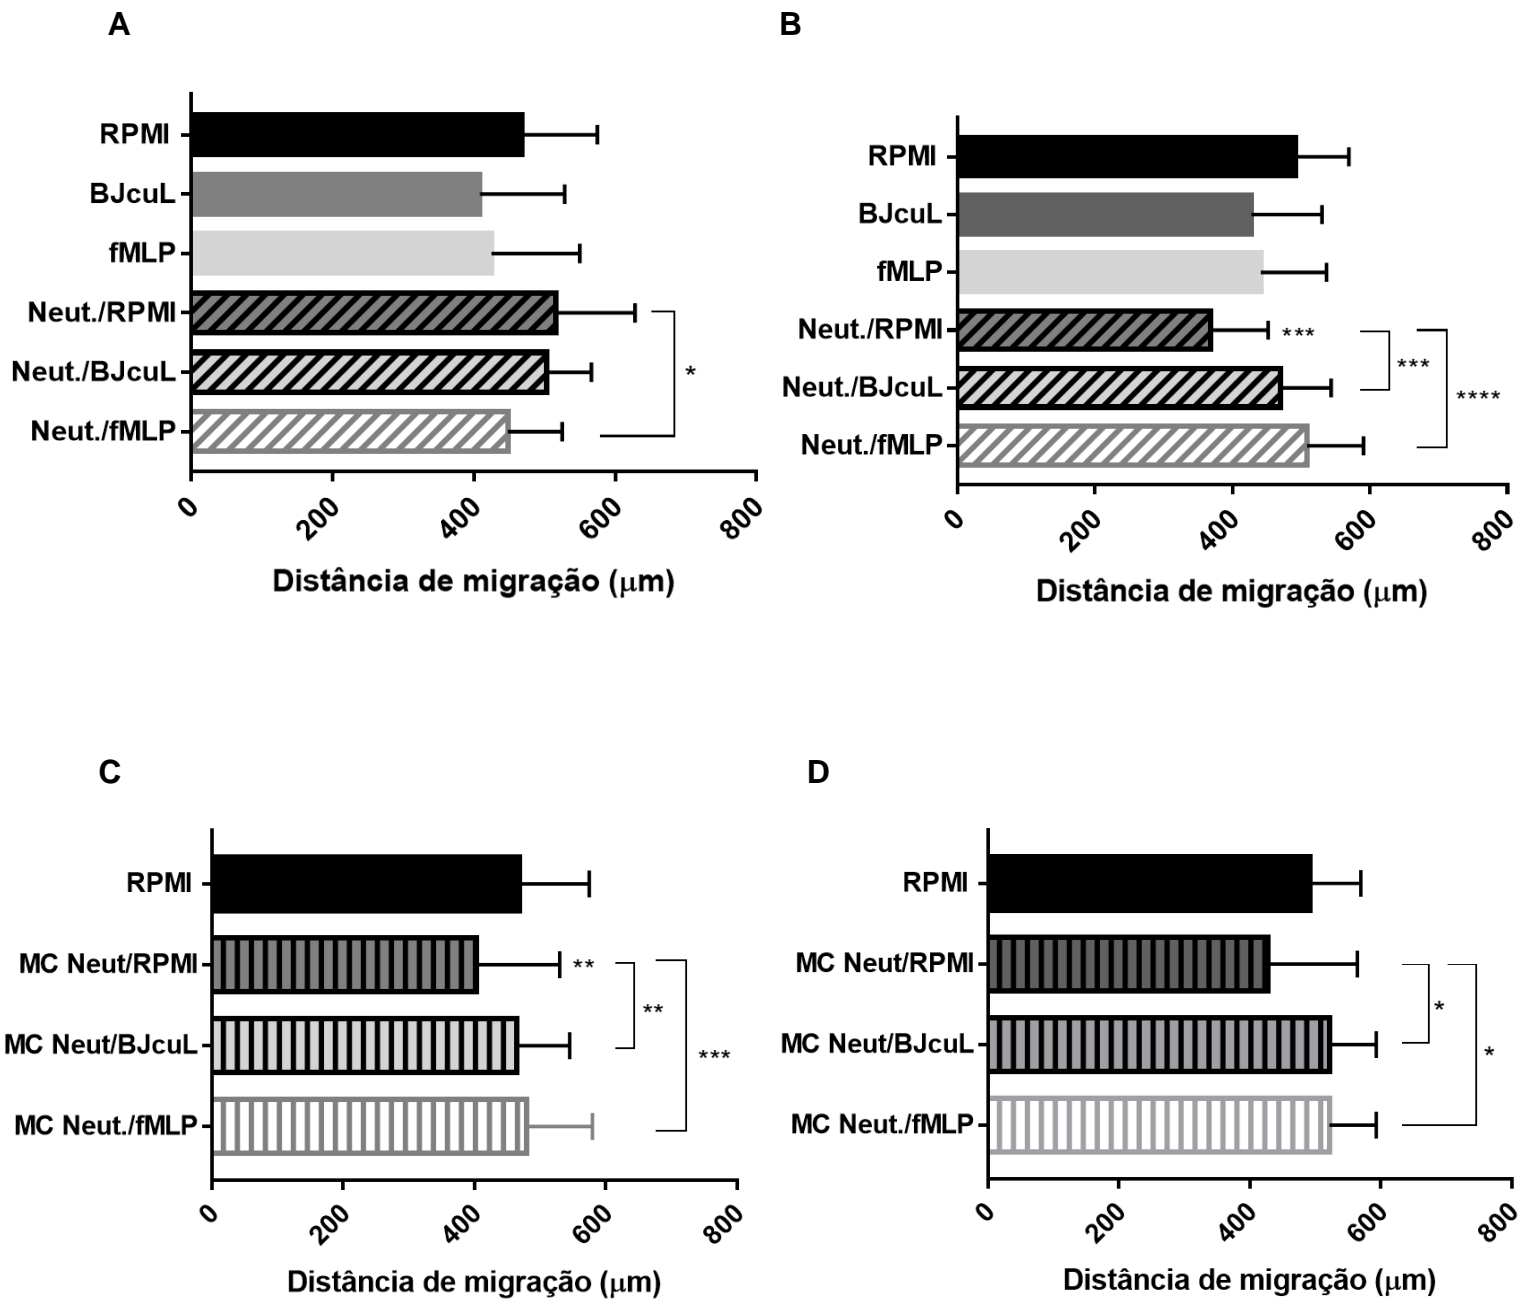 A
RPMI
BJcuL
fMLP
Neut./RPMI
Neut./BJcuL
Neut./fMLP
*
0 200 400 600 800
Distância de migração (μm)
B
RPMI
BJcuL
fMLP
Neut./RPMI
Neut./BJcuL
Neut./fMLP
***
***
****
0 200 400 600 800
Distância de migração (μm)
C
RPMI
MC Neut/RPMI
MC Neut/BJcuL
MC Neut./fMLP
**
**
***
0 200 400 600 800
Distância de migração (μm)
D
RPMI
MC Neut/RPMI
MC Neut/BJcuL
MC Neut./fMLP
*
*
0 200 400 600 800
Distância de migração (μm)